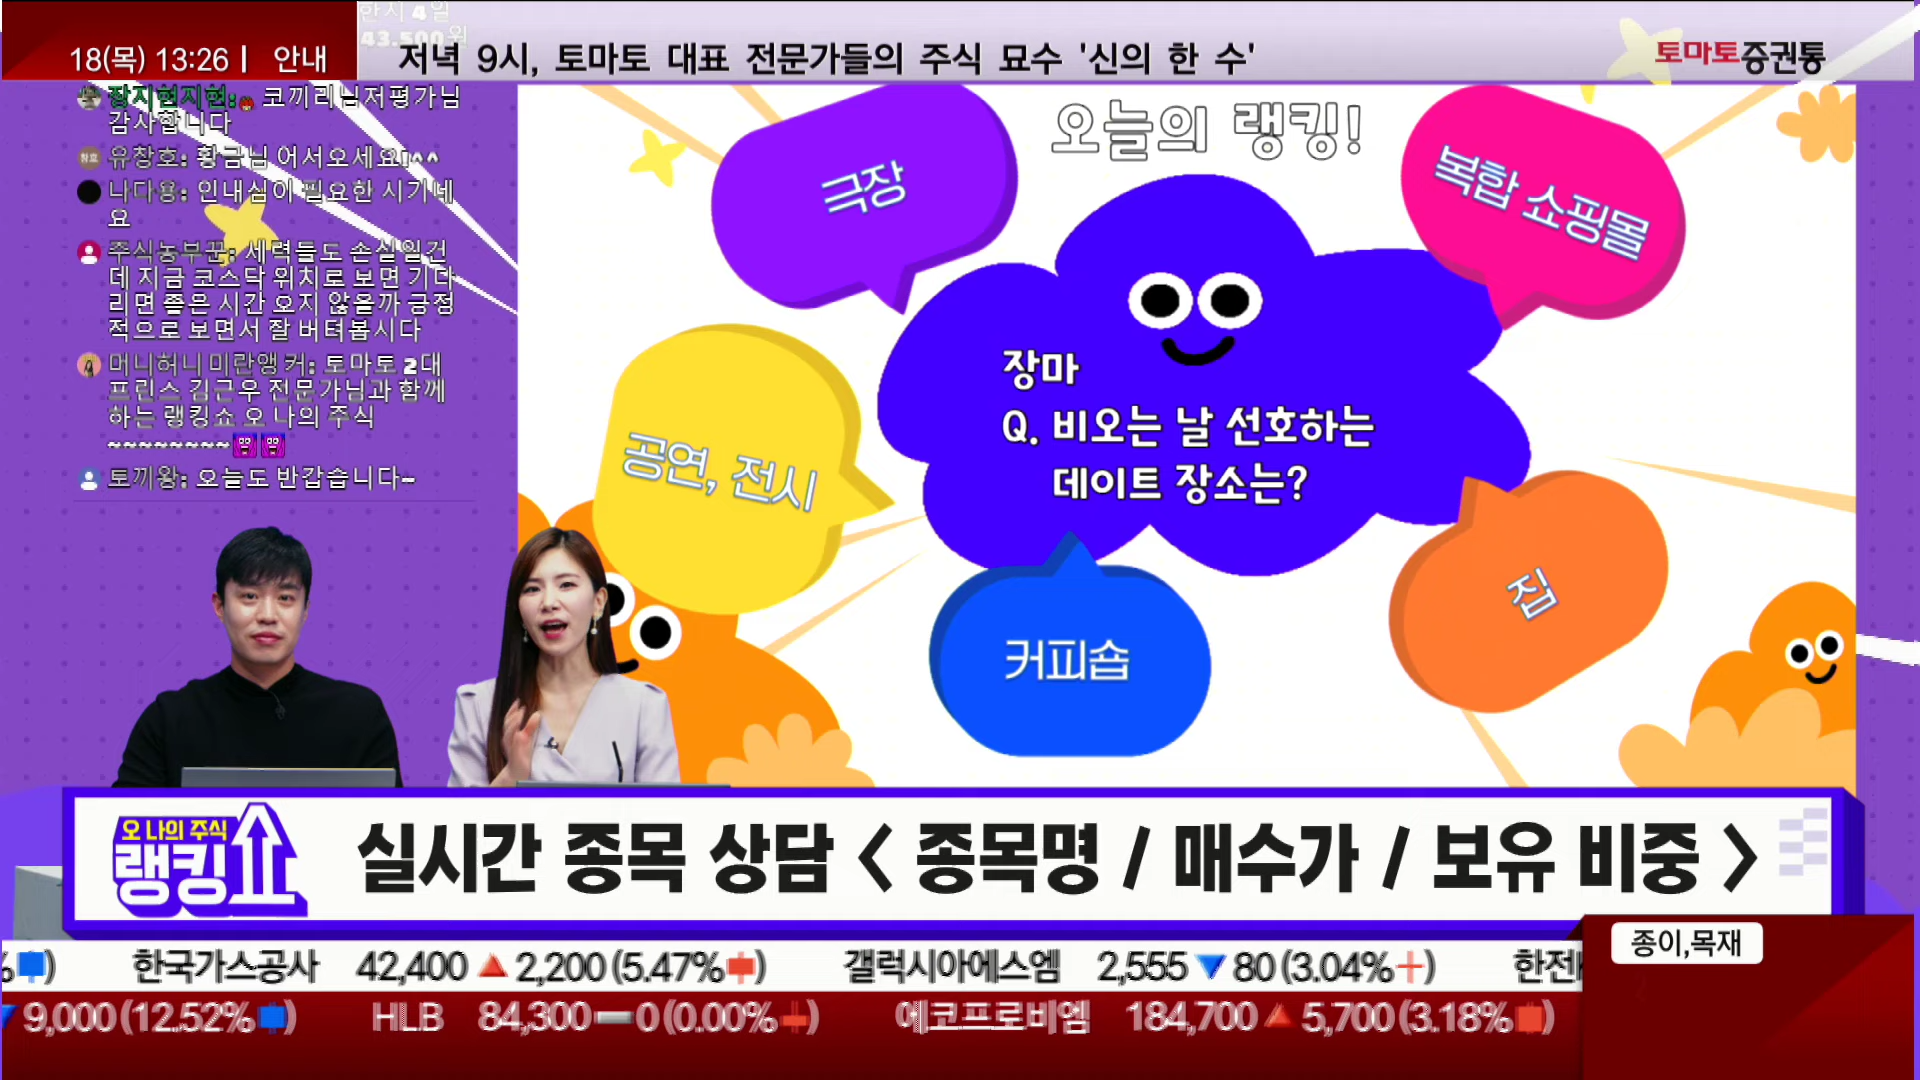 18(목) 13:26 | 안내
저녁 9시, 토마토 대표 전문가들의 주식 묘수 '신의 한 수'
토마토증권통
장지현지현: 코끼리님저평가님
감사합니다
유창호: 황금님 어서오세요!^^
나다용: 인내심이 필요한 시기네
요
주식농부꾼: 세력들도 손실일건
데 지금 코스닥 위치로 보면 기다
리면 좋은 시간 오지 않을까 긍정
적으로 보면서 잘 버텨봅시다
머니허니미란앵커: 토마토 2대
프린스 김근우 전문가님과 함께
하는 랭킹쇼 오 나의 주식
~~~~~~~~~
토끼왕: 오늘도 반갑습니다~
오늘의 랭킹!
극장
복합 쇼핑몰
장마
Q. 비오는 날 선호하는
데이트 장소는?
공연, 전시
커피숍
집
오 나의 주식
랭킹쇼
실시간 종목 상담 < 종목명 / 매수가 / 보유 비중 >
종이,목재
%) 한국가스공사 42,400 ▲ 2,200(5.47%) 갤럭시아에스엠 2,555 ▼ 80(3.04%) 한전
▼ 9,000(12.52%) HLB 84,300 0(0.00%) 에코프로비엠 184,700 ▲ 5,700(3.18%)